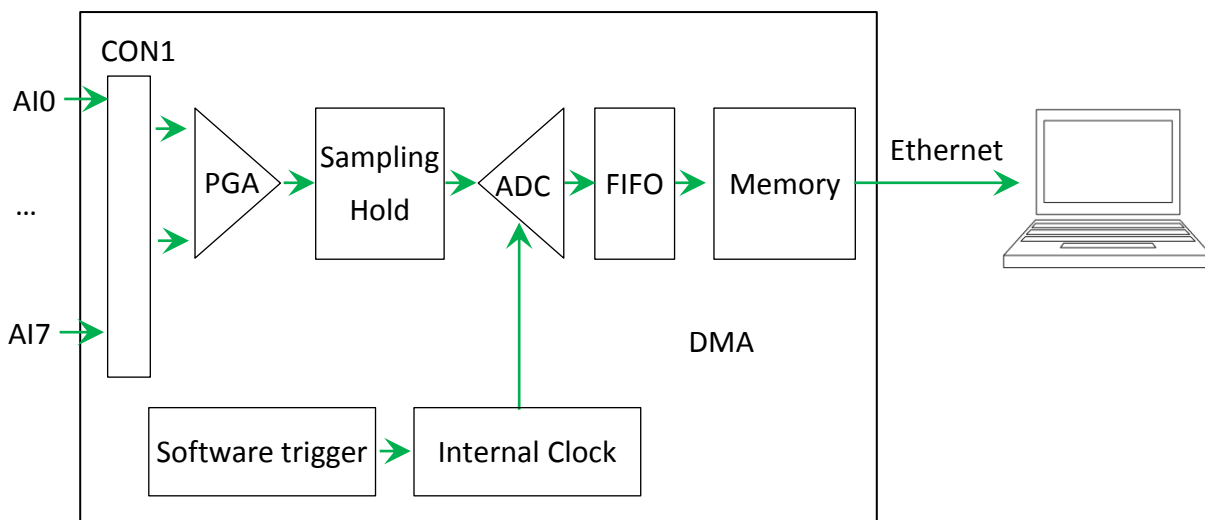 CON1
AI0
...
AI7
PGA
Sampling
Hold
ADC
FIFO
Memory
Ethernet
DMA
Software trigger
Internal Clock